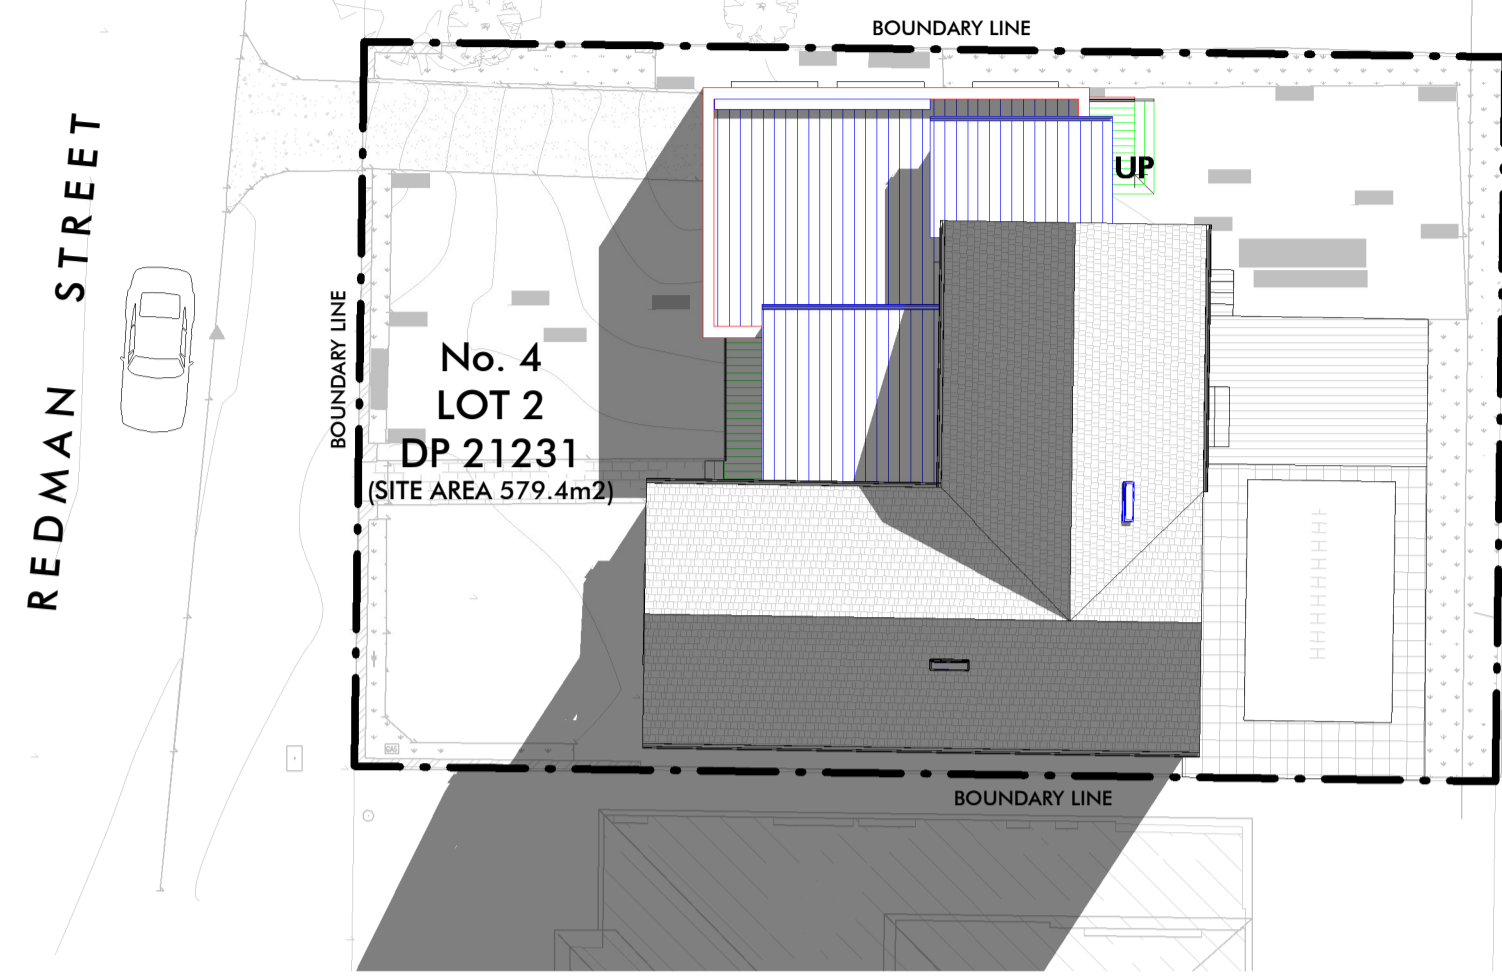 BOUNDARY LINE
REDMAN STREET
BOUNDARY LINE
UP
No. 4
LOT 2
DP 21231
(SITE AREA 579.4m2)
GAS
BOUNDARY LINE